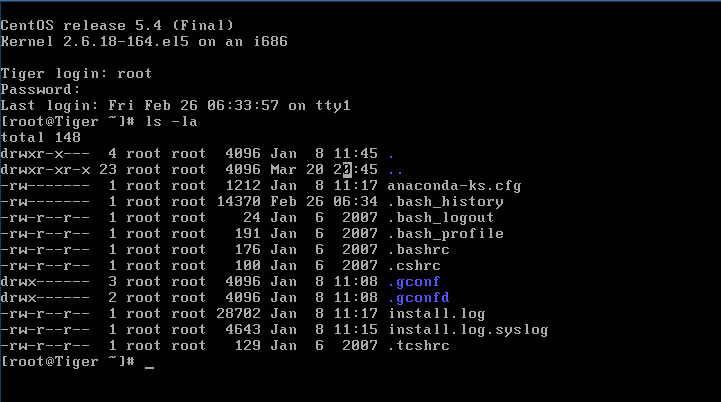 CentOS release 5.4 (Final)
Kernel 2.6.18-164.el5 on an i686
Tiger login: root
Password:
Last login: Fri Feb 26 06:33:57 on tty1
[root@Tiger ~]# ls -la
total 148
drwxr-x---  4 root root  4096 Jan  8 11:45 .
drwxr-xr-x 23 root root  4096 Mar 20 20:45 ..
-rw-------  1 root root  1212 Jan  8 11:17 anaconda-ks.cfg
-rw-------  1 root root 14370 Feb 26 06:34 .bash_history
-rw-r--r--  1 root root    24 Jan  6  2007 .bash_logout
-rw-r--r--  1 root root   191 Jan  6  2007 .bash_profile
-rw-r--r--  1 root root   176 Jan  6  2007 .bashrc
-rw-r--r--  1 root root   100 Jan  6  2007 .cshrc
drwx------  3 root root  4096 Jan  8 11:08 .gconf
drwx------  2 root root  4096 Jan  8 11:08 .gconfd
-rw-r--r--  1 root root 28702 Jan  8 11:17 install.log
-rw-r--r--  1 root root  4643 Jan  8 11:15 install.log.syslog
-rw-r--r--  1 root root   129 Jan  6  2007 .tcshrc
[root@Tiger ~]# _